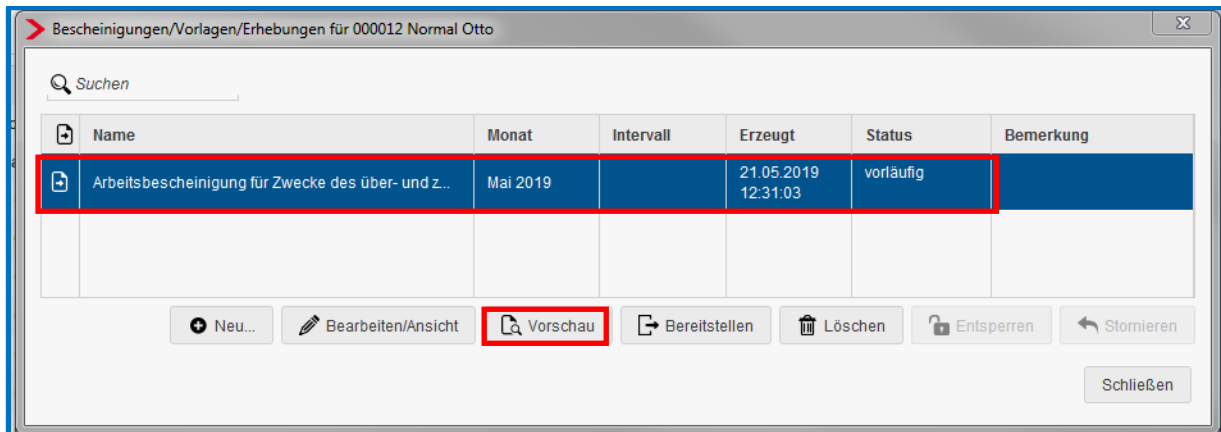 Bescheinigungen/Vorlagen/Erhebungen für 000012 Normal Otto
Suchen
Name Monat Intervall Erzeugt Status Bemerkung
Arbeitsbescheinigung für Zwecke des über- und z... Mai 2019 21.05.2019 12:31:03 vorläufig
Neu... Bearbeiten/Ansicht Vorschau Bereitstellen Löschen Entsperren Stornieren
Schließen